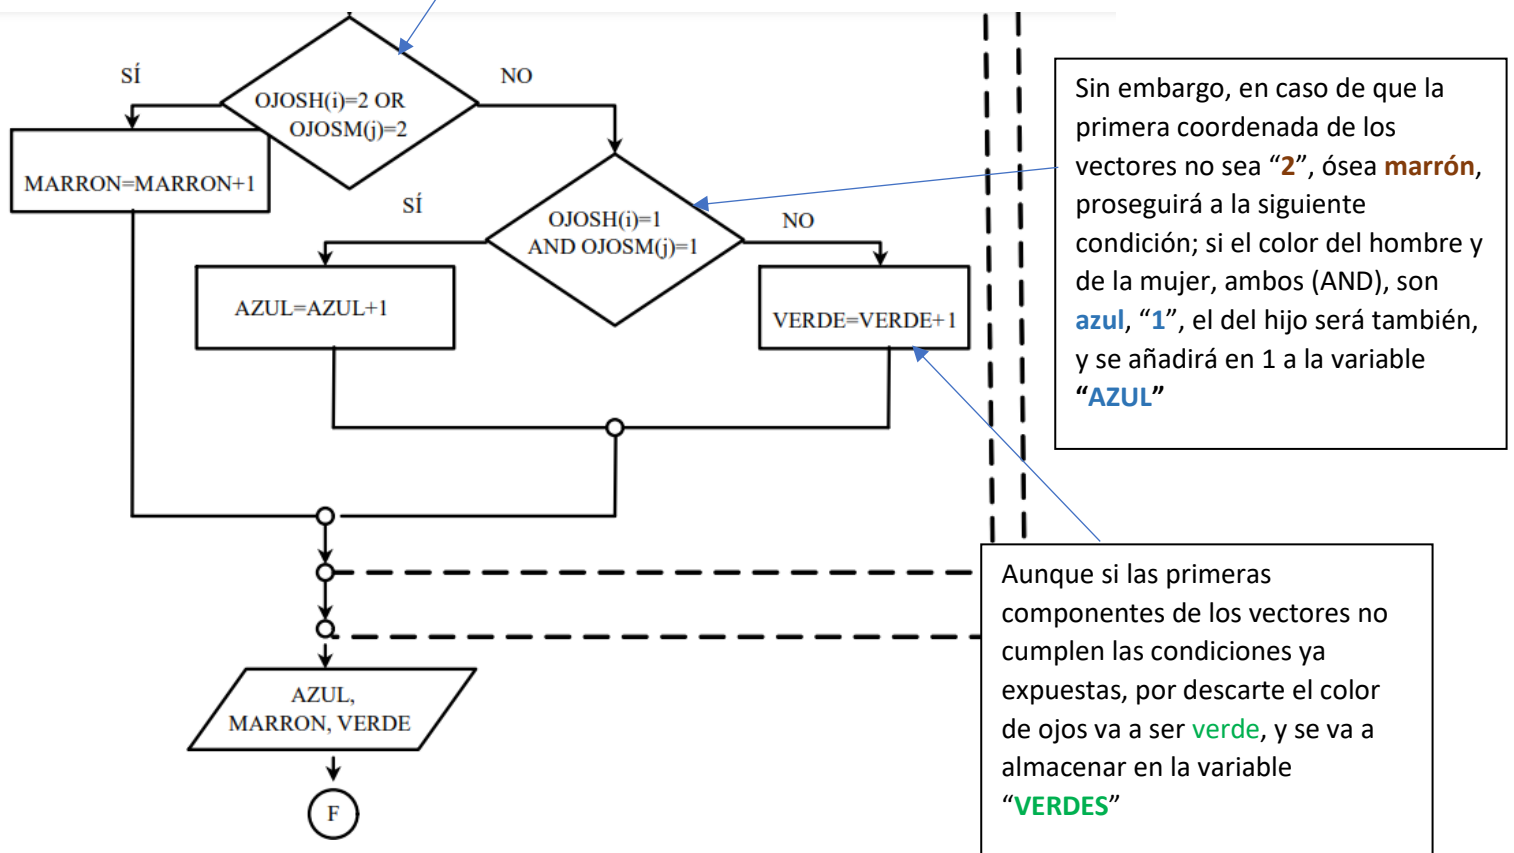 SÍ
NO
OJOSH(i)=2 OR
OJOSM(j)=2
MARRON=MARRON+1
SÍ
NO
OJOSH(i)=1
AND OJOSM(j)=1
AZUL=AZUL+1
VERDE=VERDE+1
AZUL,
MARRON, VERDE
F
Sin embargo, en caso de que la
primera coordenada de los
vectores no sea “2”, ósea marrón,
proseguirá a la siguiente
condición; si el color del hombre y
de la mujer, ambos (AND), son
azul, “1”, el del hijo será también,
y se añadirá en 1 a la variable
“AZUL”
Aunque si las primeras
componentes de los vectores no
cumplen las condiciones ya
expuestas, por descarte el color
de ojos va a ser verde, y se va a
almacenar en la variable
“VERDES”